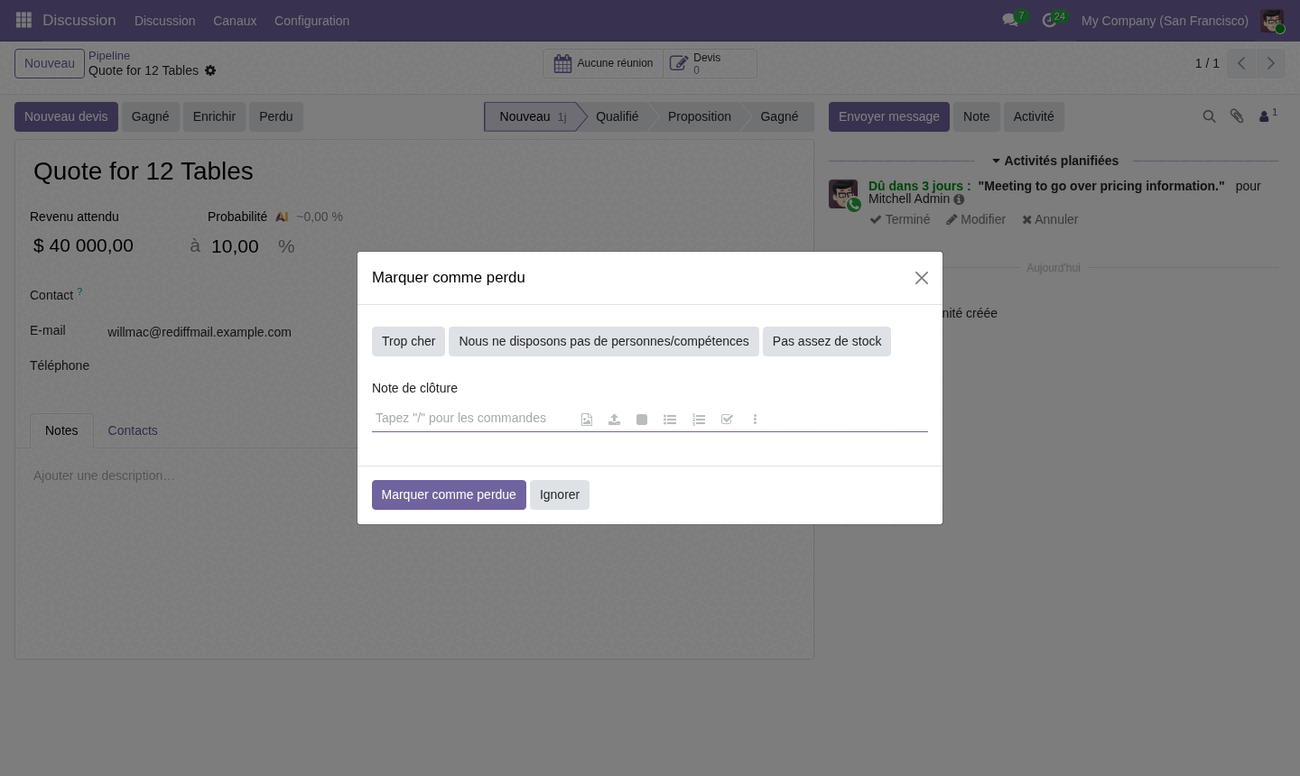 Discussion Discussion Canaux Configuration 7 24 My Company (San Francisco)
Nouveau Pipeline Quote for 12 Tables Aucune réunion Devis 0 1 / 1
Nouveau devis Gagné Enrichir Perdu Nouveau 1j Qualifié Proposition Gagné Envoyer message Note Activité 1
Quote for 12 Tables
Revenu attendu Probabilité AI ~0,00 %
$ 40 000,00 à 10,00 %
Contact ?
E-mail willmac@rediffmail.example.com
Téléphone
Notes Contacts
Ajouter une description…
Activités planifiées
Dû dans 3 jours : "Meeting to go over pricing information." pour
Mitchell Admin
Terminé Modifier Annuler
Aujourd'hui
nité créée
Marquer comme perdu
Trop cher Nous ne disposons pas de personnes/compétences Pas assez de stock
Note de clôture
Tapez "/" pour les commandes
Marquer comme perdue Ignorer